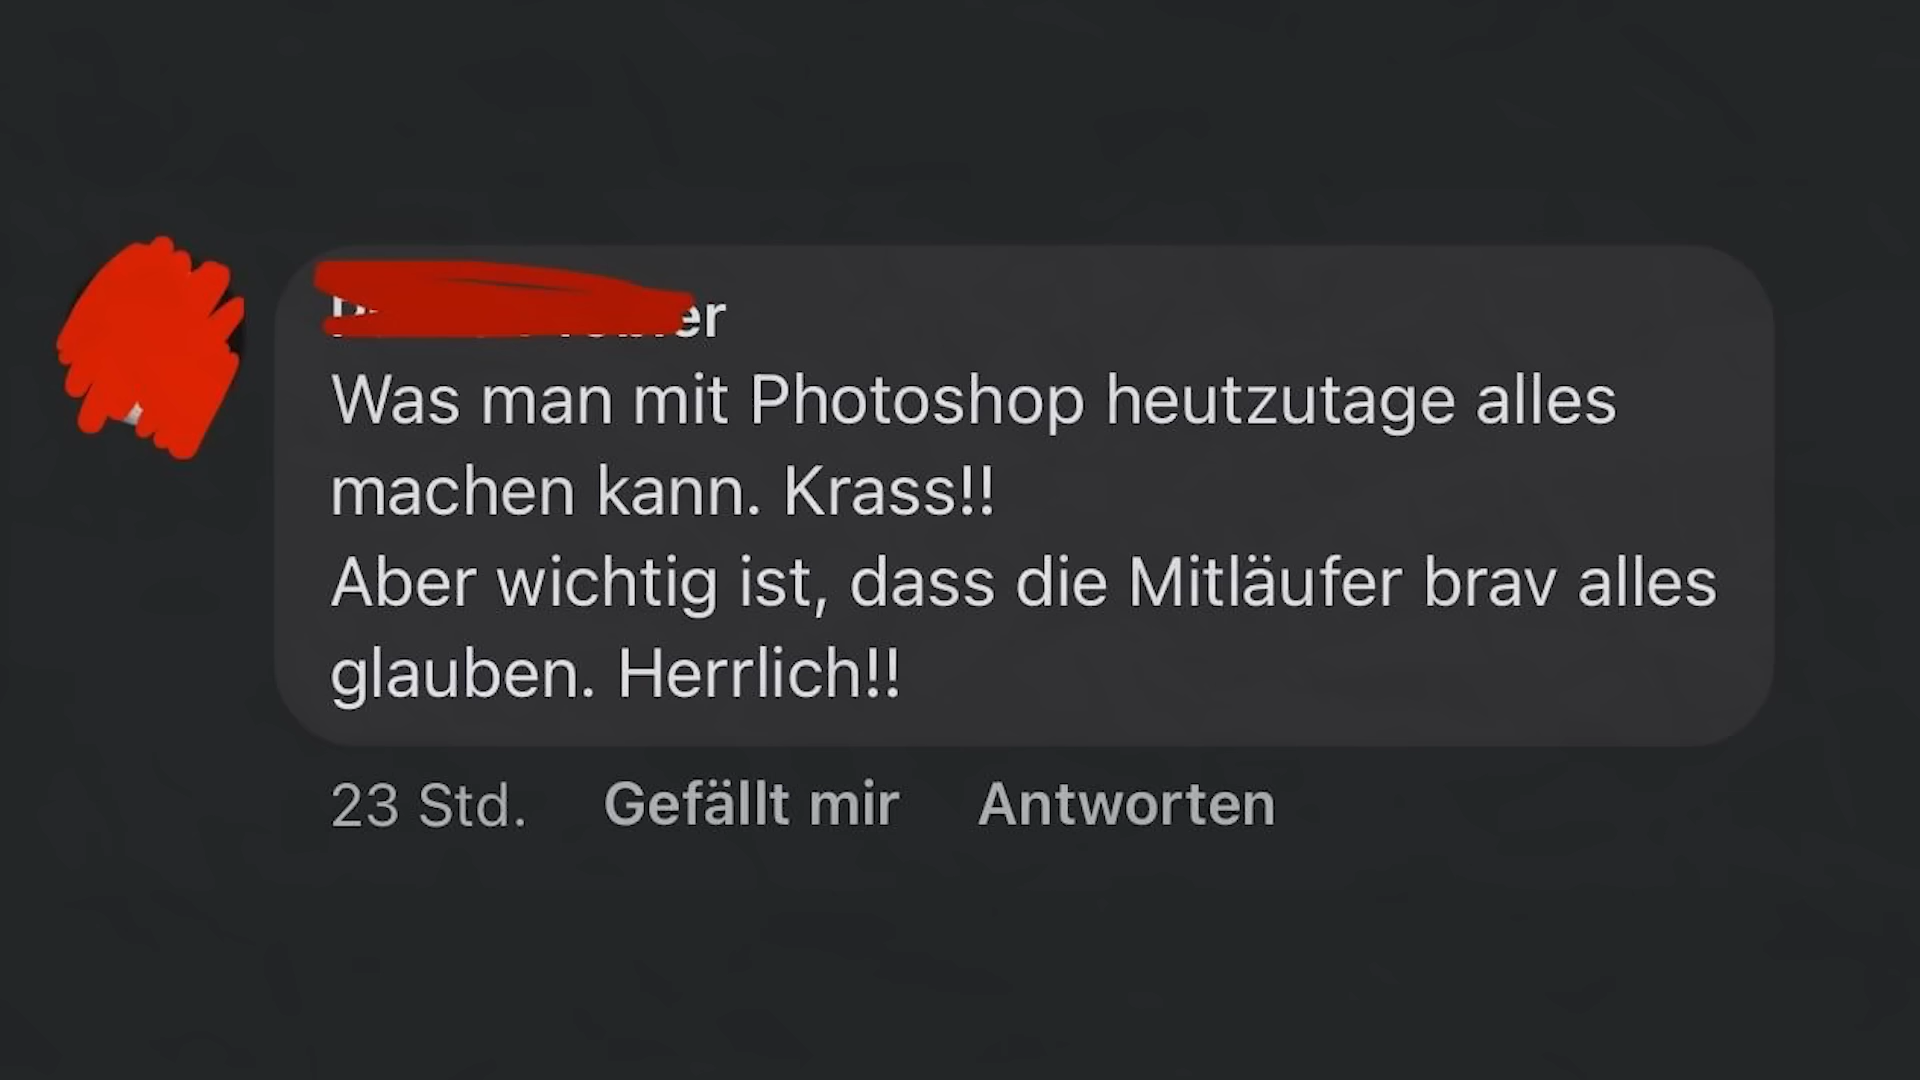 Was man mit Photoshop heutzutage alles
machen kann. Krass!!
Aber wichtig ist, dass die Mitläufer brav alles
glauben. Herrlich!!
23 Std. Gefällt mir Antworten